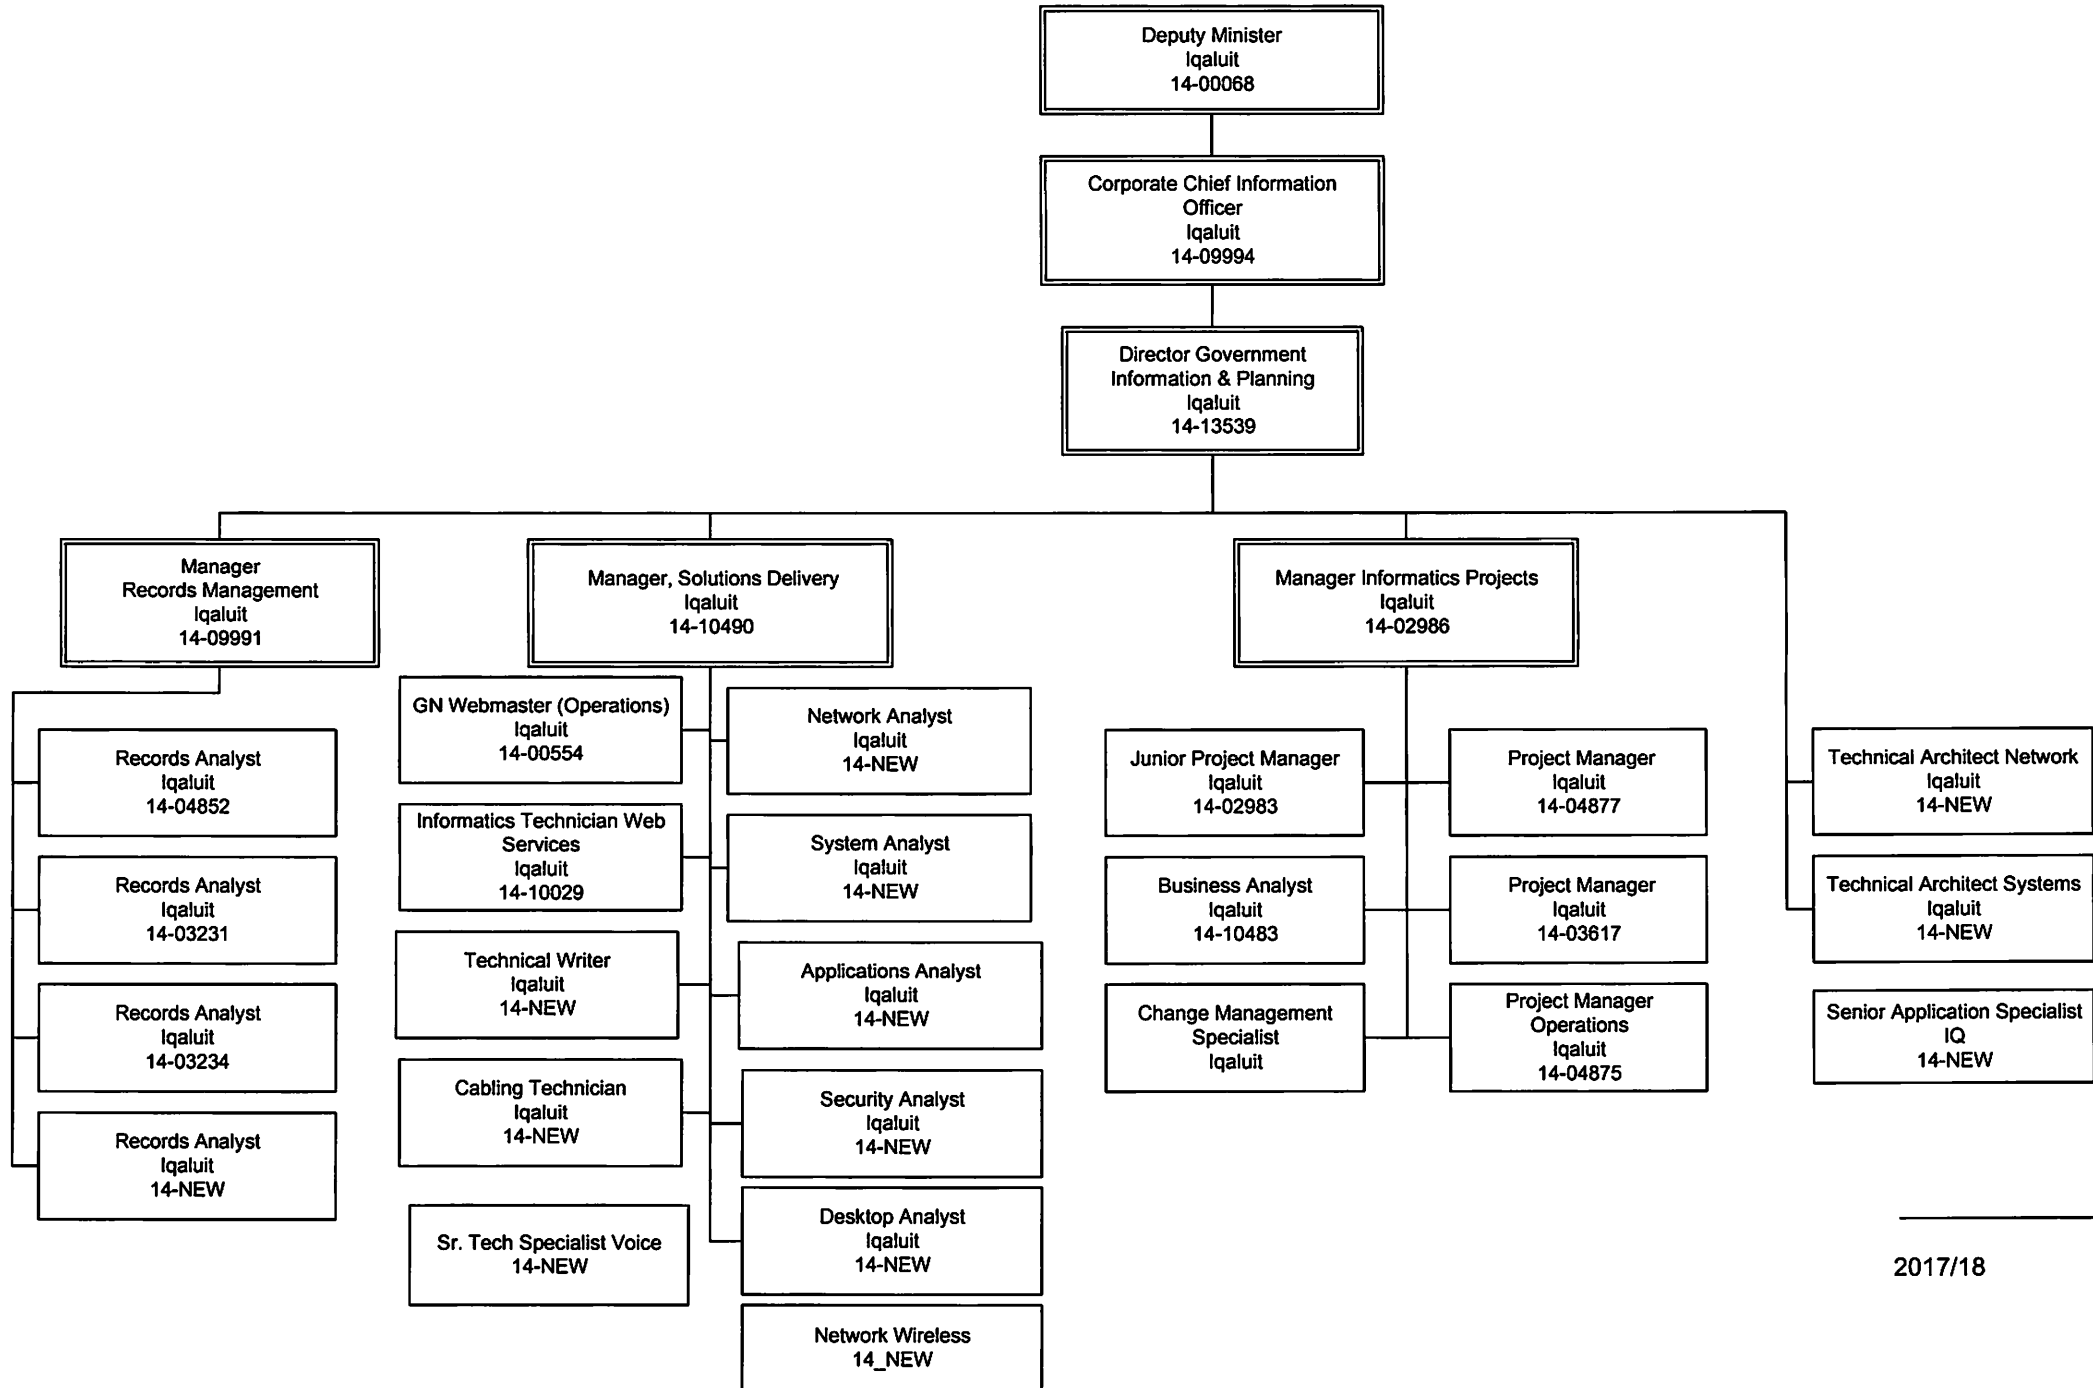 Deputy Minister
Iqaluit
14-00068
Corporate Chief Information
Officer
Iqaluit
14-09994
Director Government
Information & Planning
Iqaluit
14-13539
Manager
Records Management
Iqaluit
14-09991
Manager, Solutions Delivery
Iqaluit
14-10490
Manager Informatics Projects
Iqaluit
14-02986
Records Analyst
Iqaluit
14-04852
Records Analyst
Iqaluit
14-03231
Records Analyst
Iqaluit
14-03234
Records Analyst
Iqaluit
14-NEW
GN Webmaster (Operations)
Iqaluit
14-00554
Informatics Technician Web
Services
Iqaluit
14-10029
Technical Writer
Iqaluit
14-NEW
Cabling Technician
Iqaluit
14-NEW
Sr. Tech Specialist Voice
14-NEW
Network Analyst
Iqaluit
14-NEW
System Analyst
Iqaluit
14-NEW
Applications Analyst
Iqaluit
14-NEW
Security Analyst
Iqaluit
14-NEW
Desktop Analyst
Iqaluit
14-NEW
Network Wireless
14_NEW
Junior Project Manager
Iqaluit
14-02983
Business Analyst
Iqaluit
14-10483
Change Management
Specialist
Iqaluit
Project Manager
Iqaluit
14-04877
Project Manager
Iqaluit
14-03617
Project Manager
Operations
Iqaluit
14-04875
Technical Architect Network
Iqaluit
14-NEW
Technical Architect Systems
Iqaluit
14-NEW
Senior Application Specialist
IQ
14-NEW
2017/18